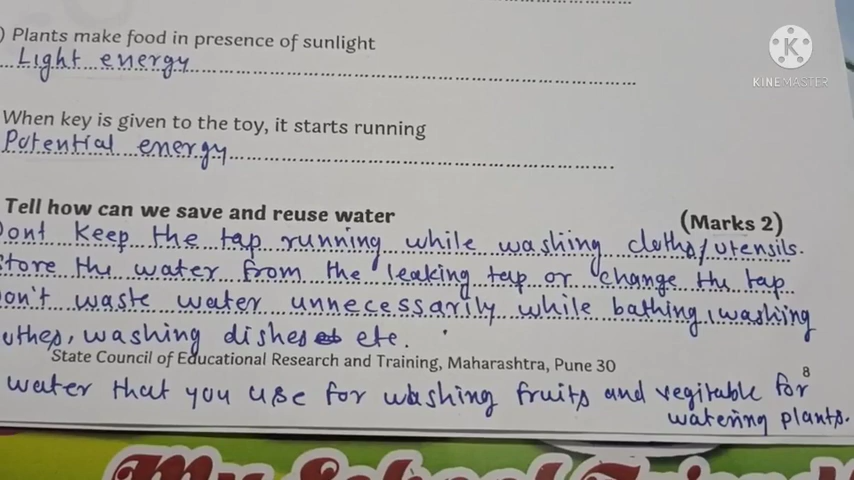 ) Plants make food in presence of sunlight
Light energy
K
KINEMASTER
When key is given to the toy, it starts running
Potential energy
Tell how can we save and reuse water (Marks 2)
Dont Keep the tap running while washing cloths/utensils.
Store the water from the leaking tap or change the tap
Don't waste water unnecessarily while bathing, washing
othes, washing dishes etc.
State Council of Educational Research and Training, Maharashtra, Pune 30 8
water that you use for washing fruits and vegitable for
watering plants.
My School